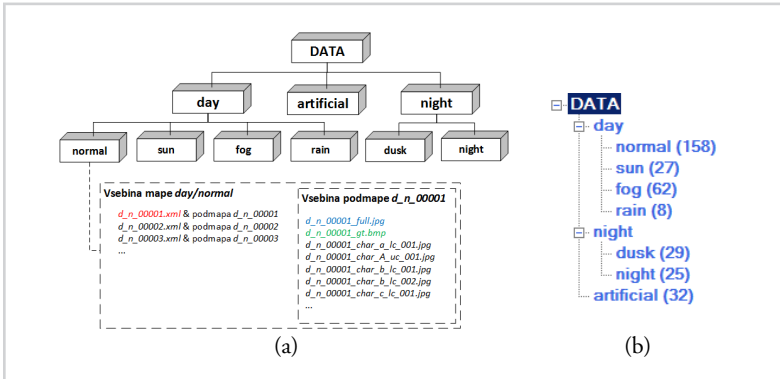 DATA
day
artificial
night
normal
sun
fog
rain
dusk
night
Vsebina mape day/normal
d_n_00001.xml & podmapa d_n_00001
d_n_00002.xml & podmapa d_n_00002
d_n_00003.xml & podmapa d_n_00003
...
Vsebina podmape d_n_00001
d_n_00001_full.jpg
d_n_00001_gt.bmp
d_n_00001_char_a_lc_001.jpg
d_n_00001_char_A_uc_001.jpg
d_n_00001_char_b_lc_001.jpg
d_n_00001_char_b_lc_002.jpg
d_n_00001_char_c_lc_001.jpg
...
(a)
DATA
day
normal (158)
sun (27)
fog (62)
rain (8)
night
dusk (29)
night (25)
artificial (32)
(b)